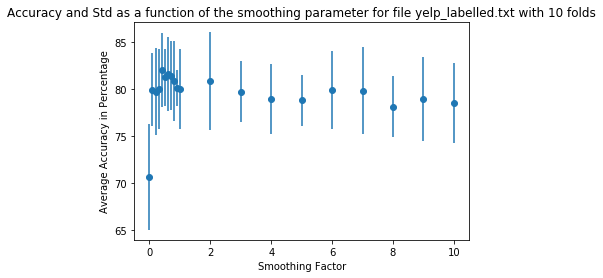 Accuracy and Std as a function of the smoothing parameter for file yelp_labelled.txt with 10 folds
85
80
75
70
65
Average Accuracy in Percentage
0 2 4 6 8 10
Smoothing Factor